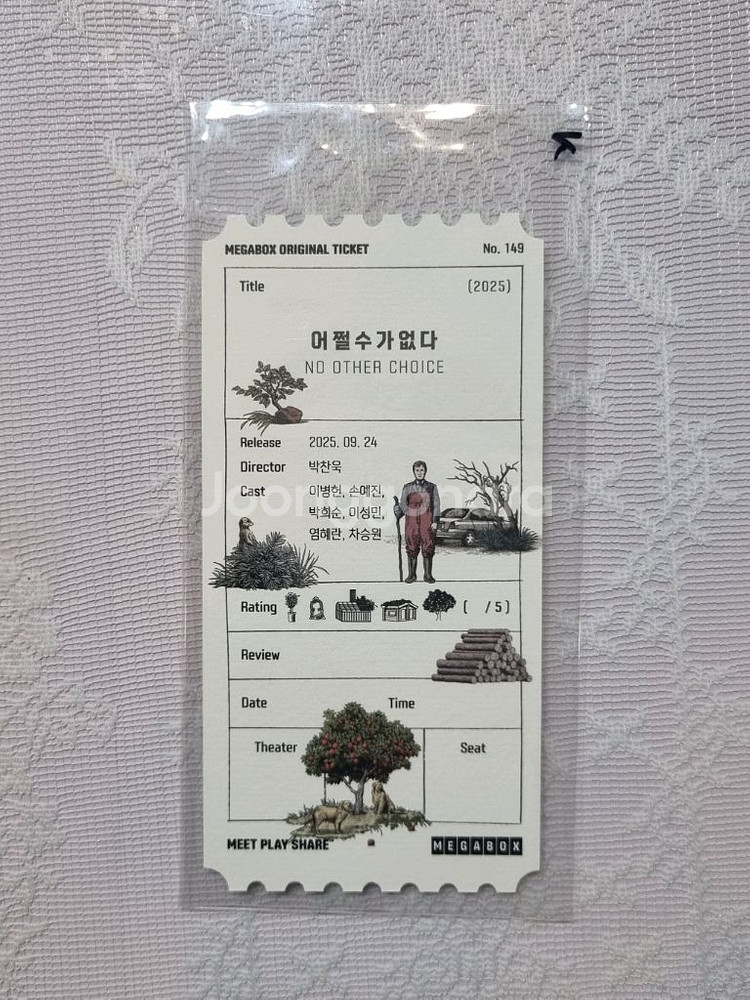 MEGABOX ORIGINAL TICKET No. 149
Title (2025)
어쩔수가없다
NO OTHER CHOICE
Release 2025. 09. 24
Director 박찬욱
Cast 이병헌, 손예진,
박희순, 이성민,
염혜란, 차승원
Joonggonara
Rating ( / 5)
Review
Date Time
Theater Seat
MEET PLAY SHARE MEGABOX